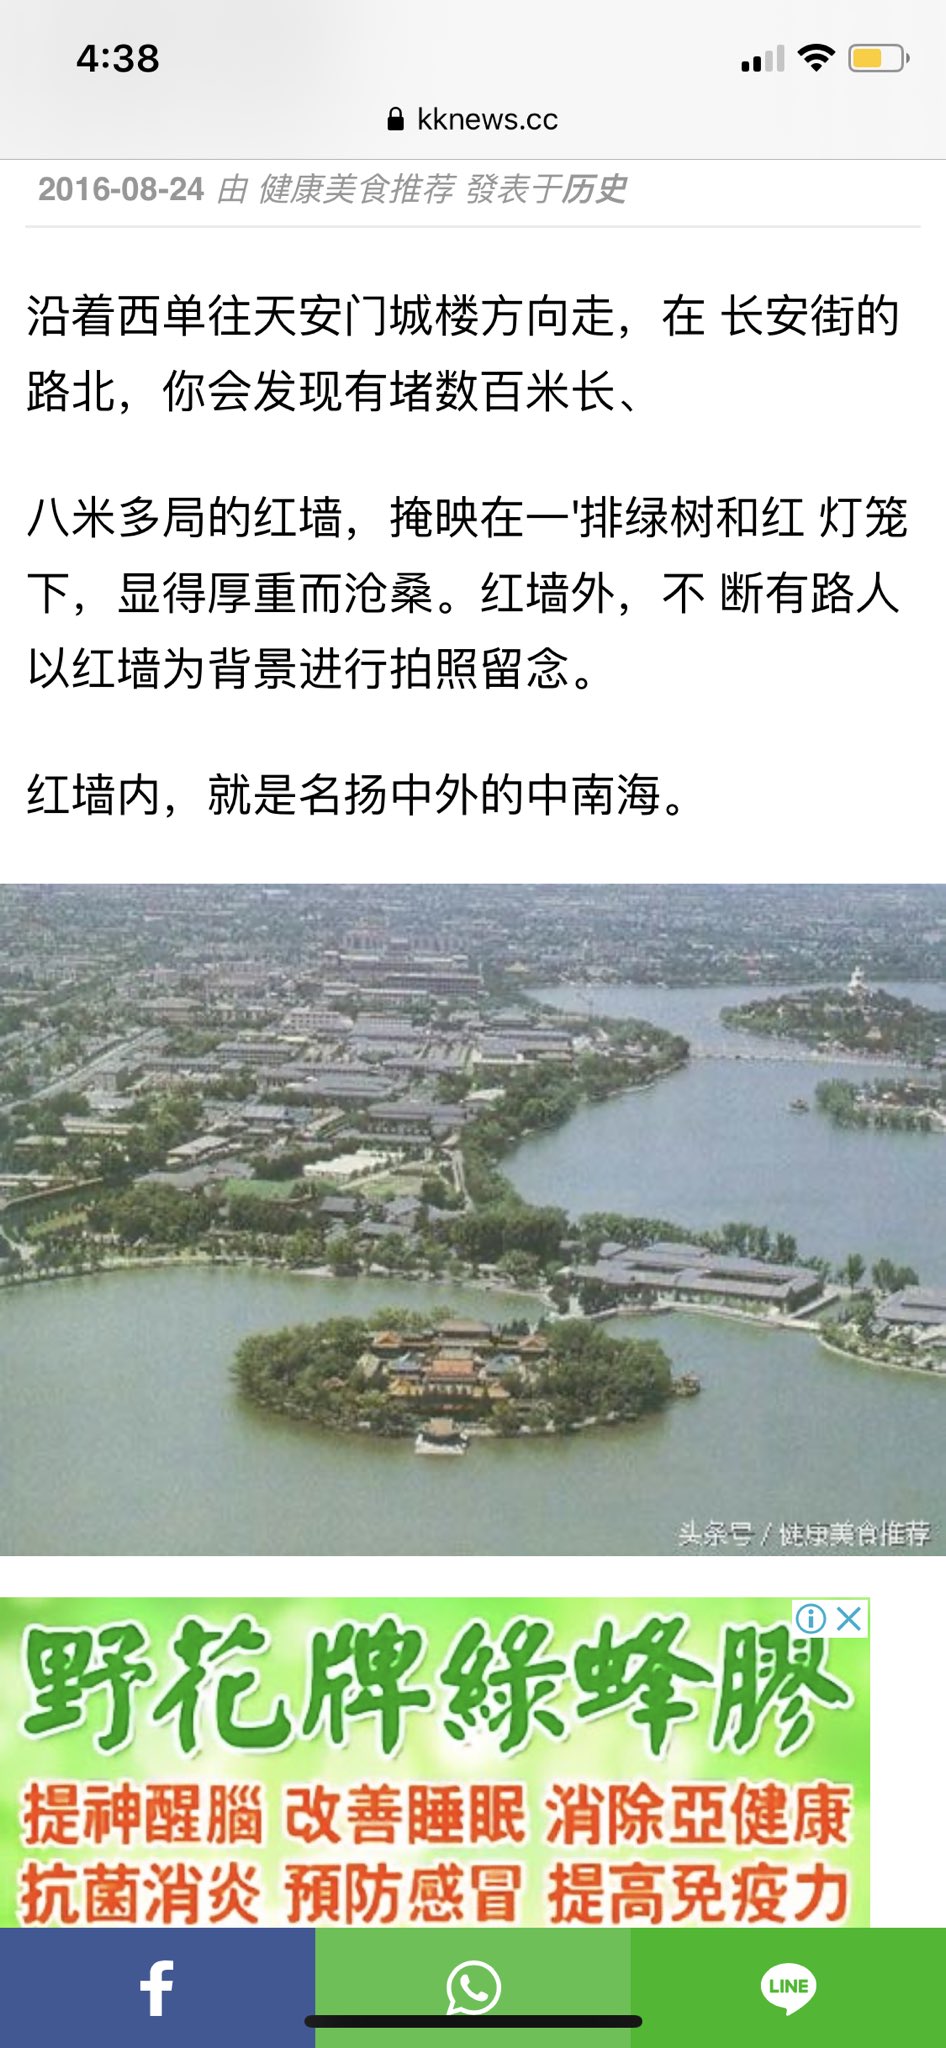 4:38
kknews.cc
2016-08-24 由 健康美食推荐 發表于历史
沿着西单往天安门城楼方向走，在 长安街的
路北，你会发现有堵数百米长、
八米多局的红墙，掩映在一'排绿树和红 灯笼
下，显得厚重而沧桑。红墙外，不 断有路人
以红墙为背景进行拍照留念。
红墙内，就是名扬中外的中南海。
头条号 / 健康美食推荐
野花牌綠蜂膠
提神醒腦 改善睡眠 消除亞健康
抗菌消炎 預防感冒 提高免疫力
LINE